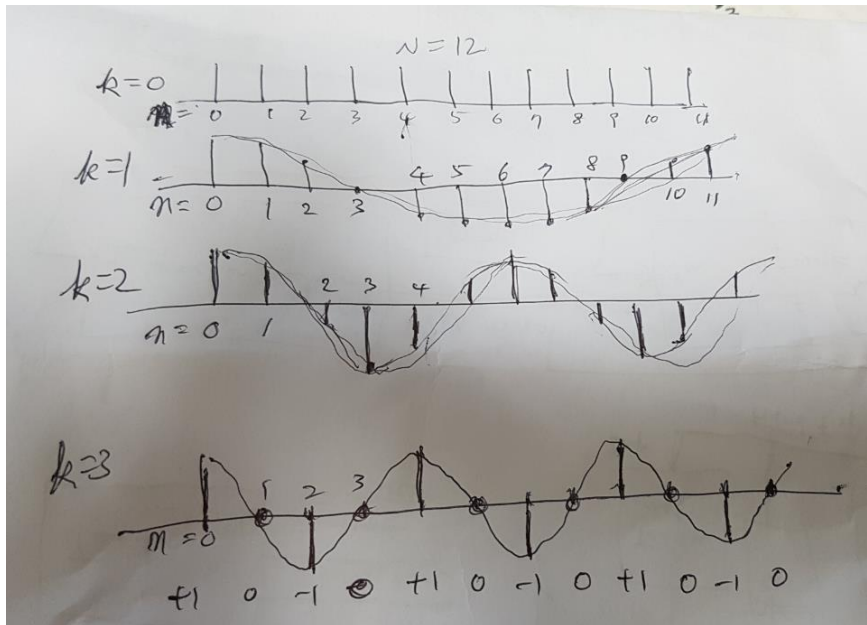 N=12
k=0
n= 0 1 2 3 4 5 6 7 8 9 10 11
k=1
4 5 6 7 8 9
n= 0 1 2 3 10 11
k=2
2 3 4
n= 0 1
k=3
1 2 3
n=0
+1 0 -1 0 +1 0 -1 0 +1 0 -1 0